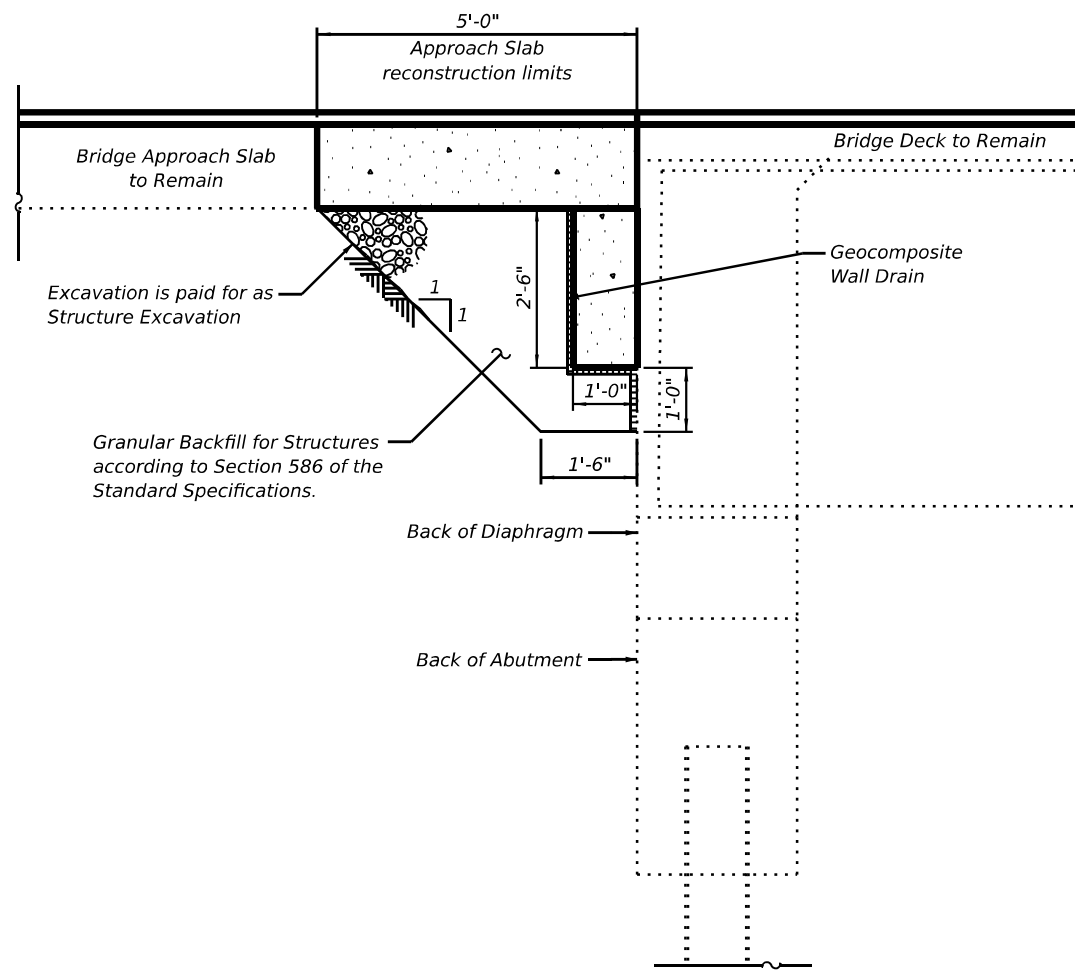 5'-0"
Approach Slab
reconstruction limits
Bridge Approach Slab
to Remain
Bridge Deck to Remain
Geocomposite
Wall Drain
2'-6"
Excavation is paid for as
Structure Excavation
1
1
1'-0"
1'-0"
Granular Backfill for Structures
according to Section 586 of the
Standard Specifications.
1'-6"
Back of Diaphragm
Back of Abutment